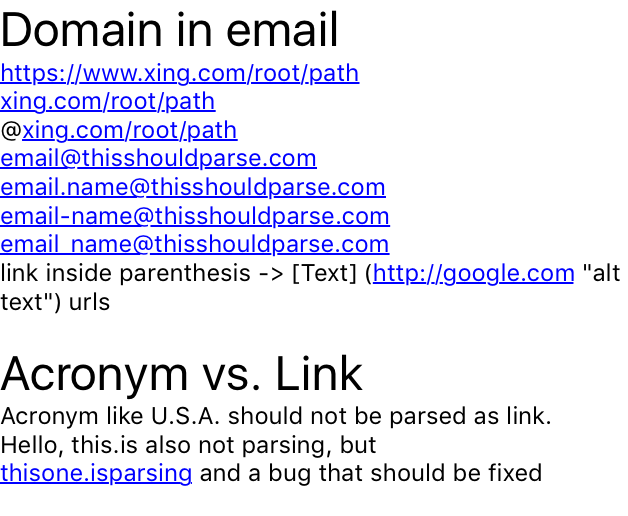 Domain in email
https://www.xing.com/root/path
xing.com/root/path
@xing.com/root/path
email@thisshouldparse.com
email.name@thisshouldparse.com
email-name@thisshouldparse.com
email_name@thisshouldparse.com
link inside parenthesis -> [Text] (http://google.com "alt
text") urls
Acronym vs. Link
Acronym like U.S.A. should not be parsed as link.
Hello, this.is also not parsing, but
thisone.isparsing and a bug that should be fixed